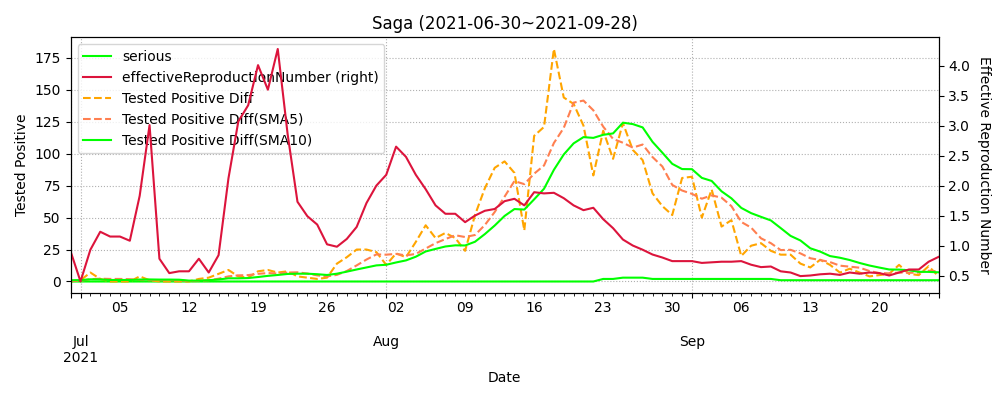 Saga (2021-06-30~2021-09-28)
serious
effectiveReproductionNumber (right)
Tested Positive Diff
Tested Positive Diff(SMA5)
Tested Positive Diff(SMA10)
Tested Positive
175
150
125
100
75
50
25
0
4.0
3.5
3.0
2.5
2.0
1.5
1.0
0.5
Effective Reproduction Number
05 12 19 26 02 09 16 23 30 06 13 20
Jul Aug Sep
2021
Date